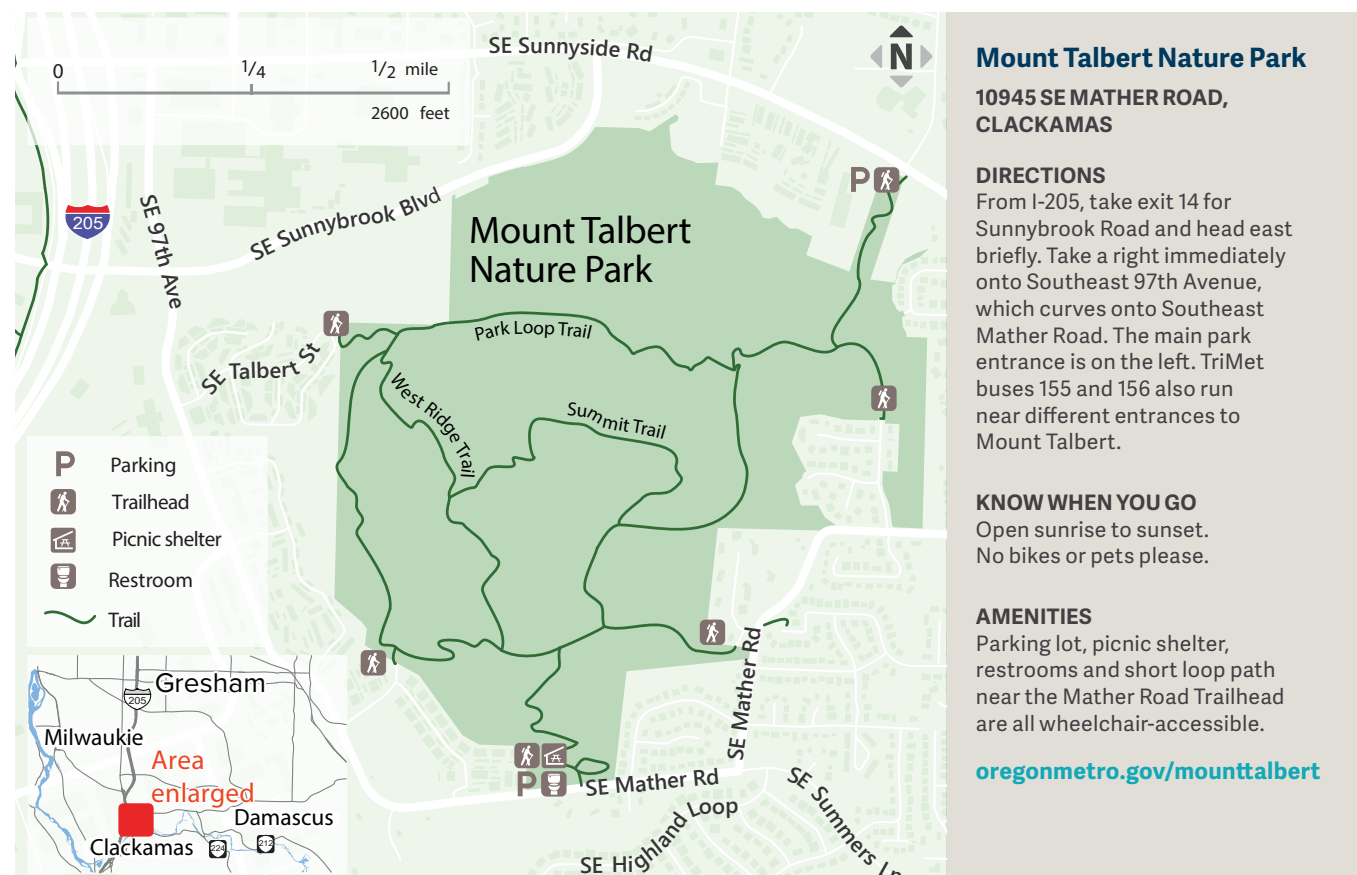 0 1/4 1/2 mile
2600 feet
SE Sunnyside Rd
N
205
SE 97th Ave
SE Sunnybrook Blvd
Mount Talbert
Nature Park
P
Park Loop Trail
SE Talbert St
West Ridge Trail
Summit Trail
P Parking
Trailhead
Picnic shelter
Restroom
Trail
SE Mather Rd
P
SE Mather Rd
SE Highland Loop
SE Summers Ln
205
Gresham
Milwaukie
Area
enlarged
Damascus
Clackamas
224
212
Mount Talbert Nature Park
10945 SE MATHER ROAD,
CLACKAMAS
DIRECTIONS
From I-205, take exit 14 for
Sunnybrook Road and head east
briefly. Take a right immediately
onto Southeast 97th Avenue,
which curves onto Southeast
Mather Road. The main park
entrance is on the left. TriMet
buses 155 and 156 also run
near different entrances to
Mount Talbert.
KNOW WHEN YOU GO
Open sunrise to sunset.
No bikes or pets please.
AMENITIES
Parking lot, picnic shelter,
restrooms and short loop path
near the Mather Road Trailhead
are all wheelchair-accessible.
oregonmetro.gov/mounttalbert